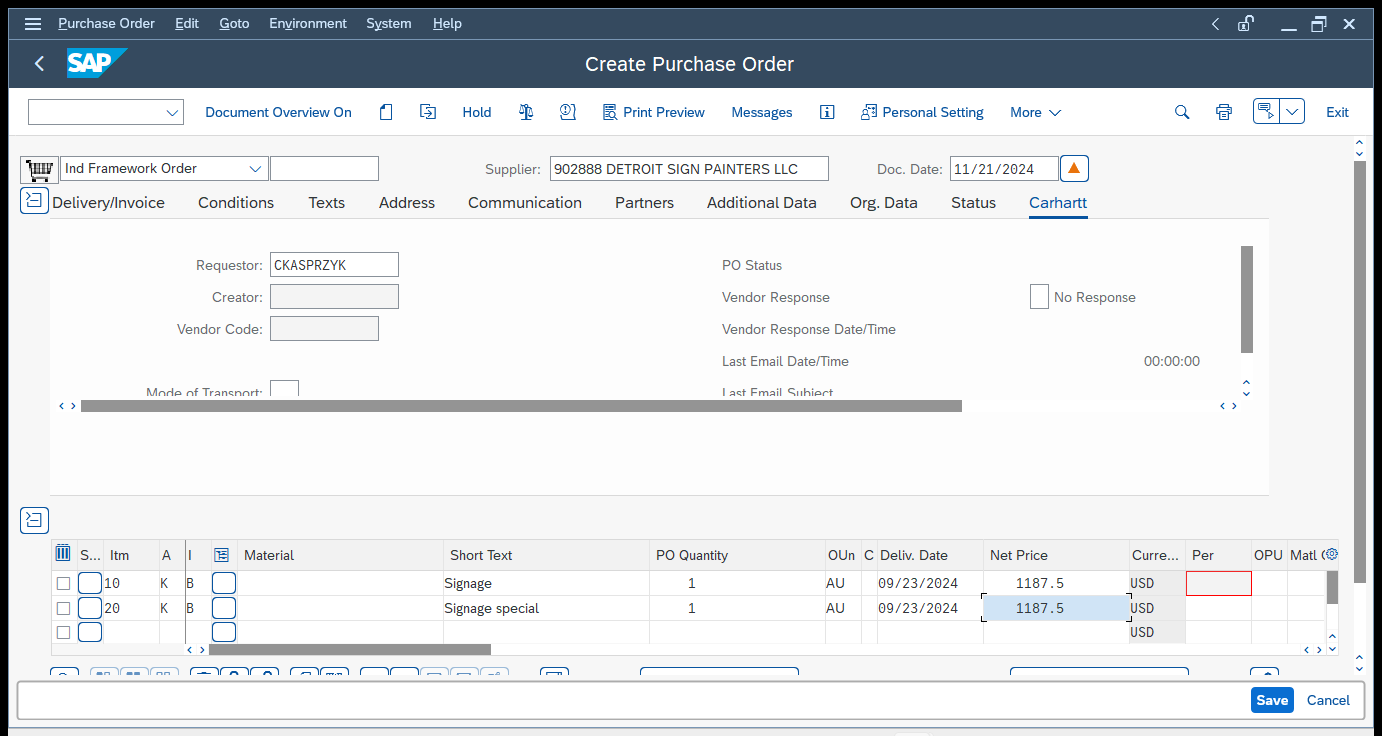 Purchase Order Edit Goto Environment System Help
SAP Create Purchase Order
Document Overview On Hold Print Preview Messages Personal Setting More Exit
Ind Framework Order Supplier: 902888 DETROIT SIGN PAINTERS LLC Doc. Date: 11/21/2024
Delivery/Invoice Conditions Texts Address Communication Partners Additional Data Org. Data Status Carhartt
Requestor: CKASPRZYK PO Status
Creator: Vendor Response No Response
Vendor Code: Vendor Response Date/Time
Last Email Date/Time 00:00:00
Mode of Transport: Last Email Subject
S... Itm A I Material Short Text PO Quantity OUn C Deliv. Date Net Price Curre... Per OPU Matl
10 K B Signage 1 AU 09/23/2024 1187.5 USD
20 K B Signage special 1 AU 09/23/2024 1187.5 USD
USD
Save Cancel